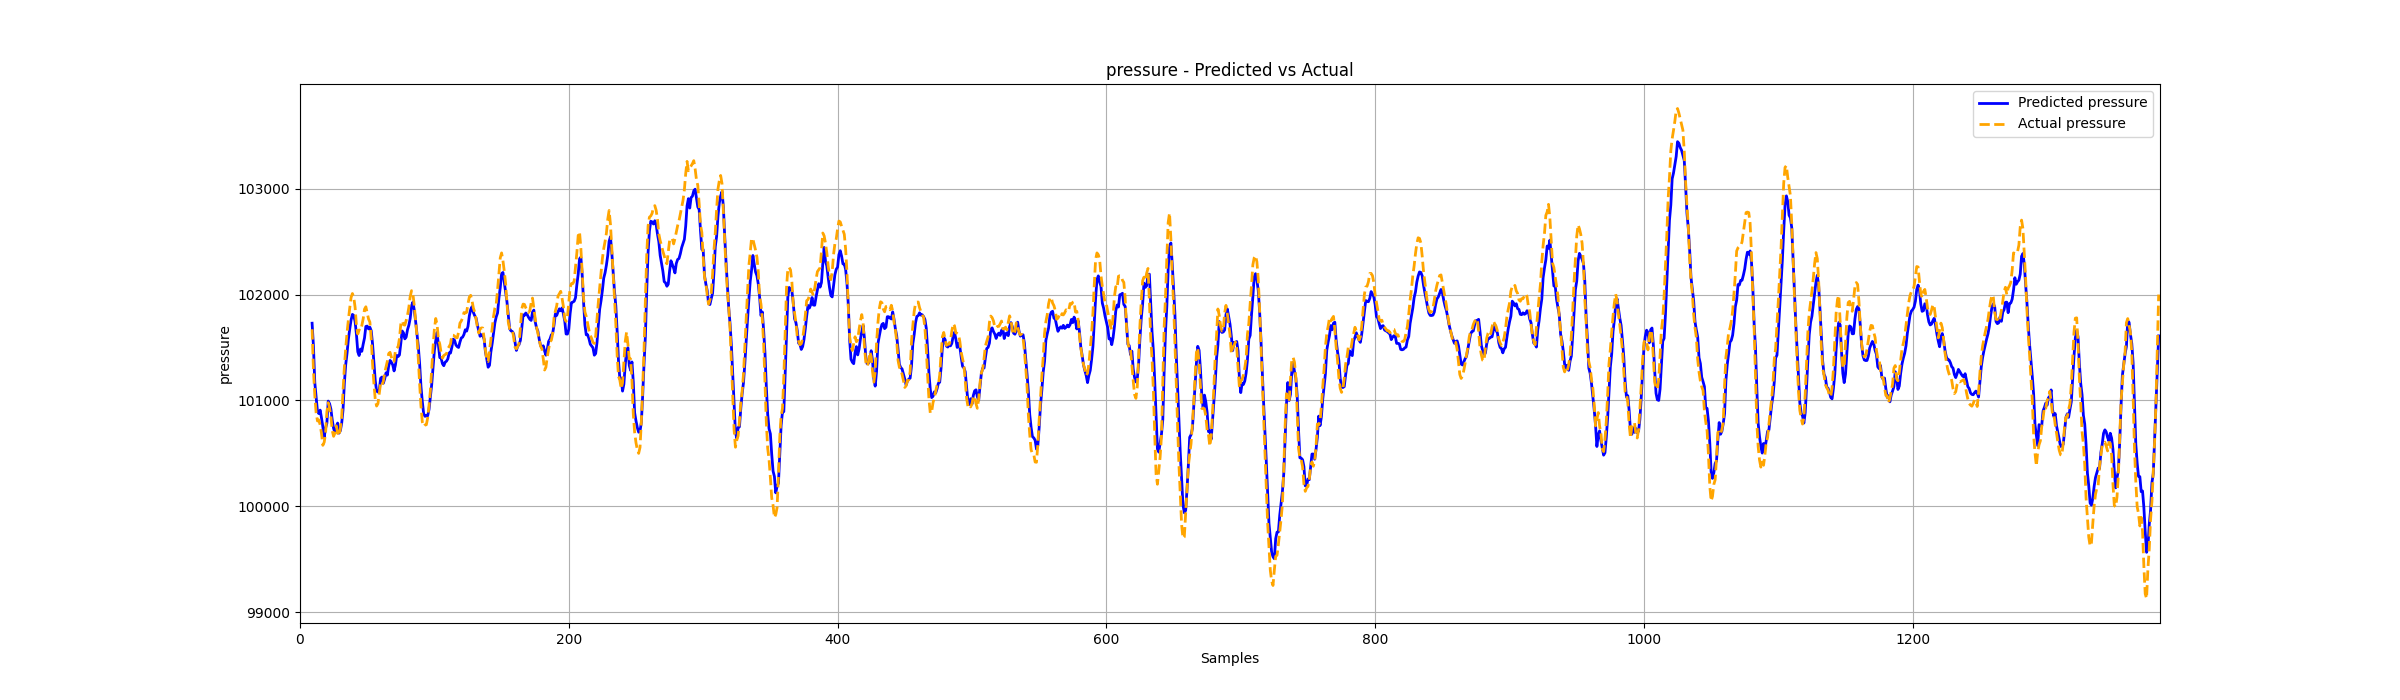 pressure - Predicted vs Actual
Predicted pressure
Actual pressure
pressure
103000
102000
101000
100000
99000
0
200
400
600
800
1000
1200
Samples